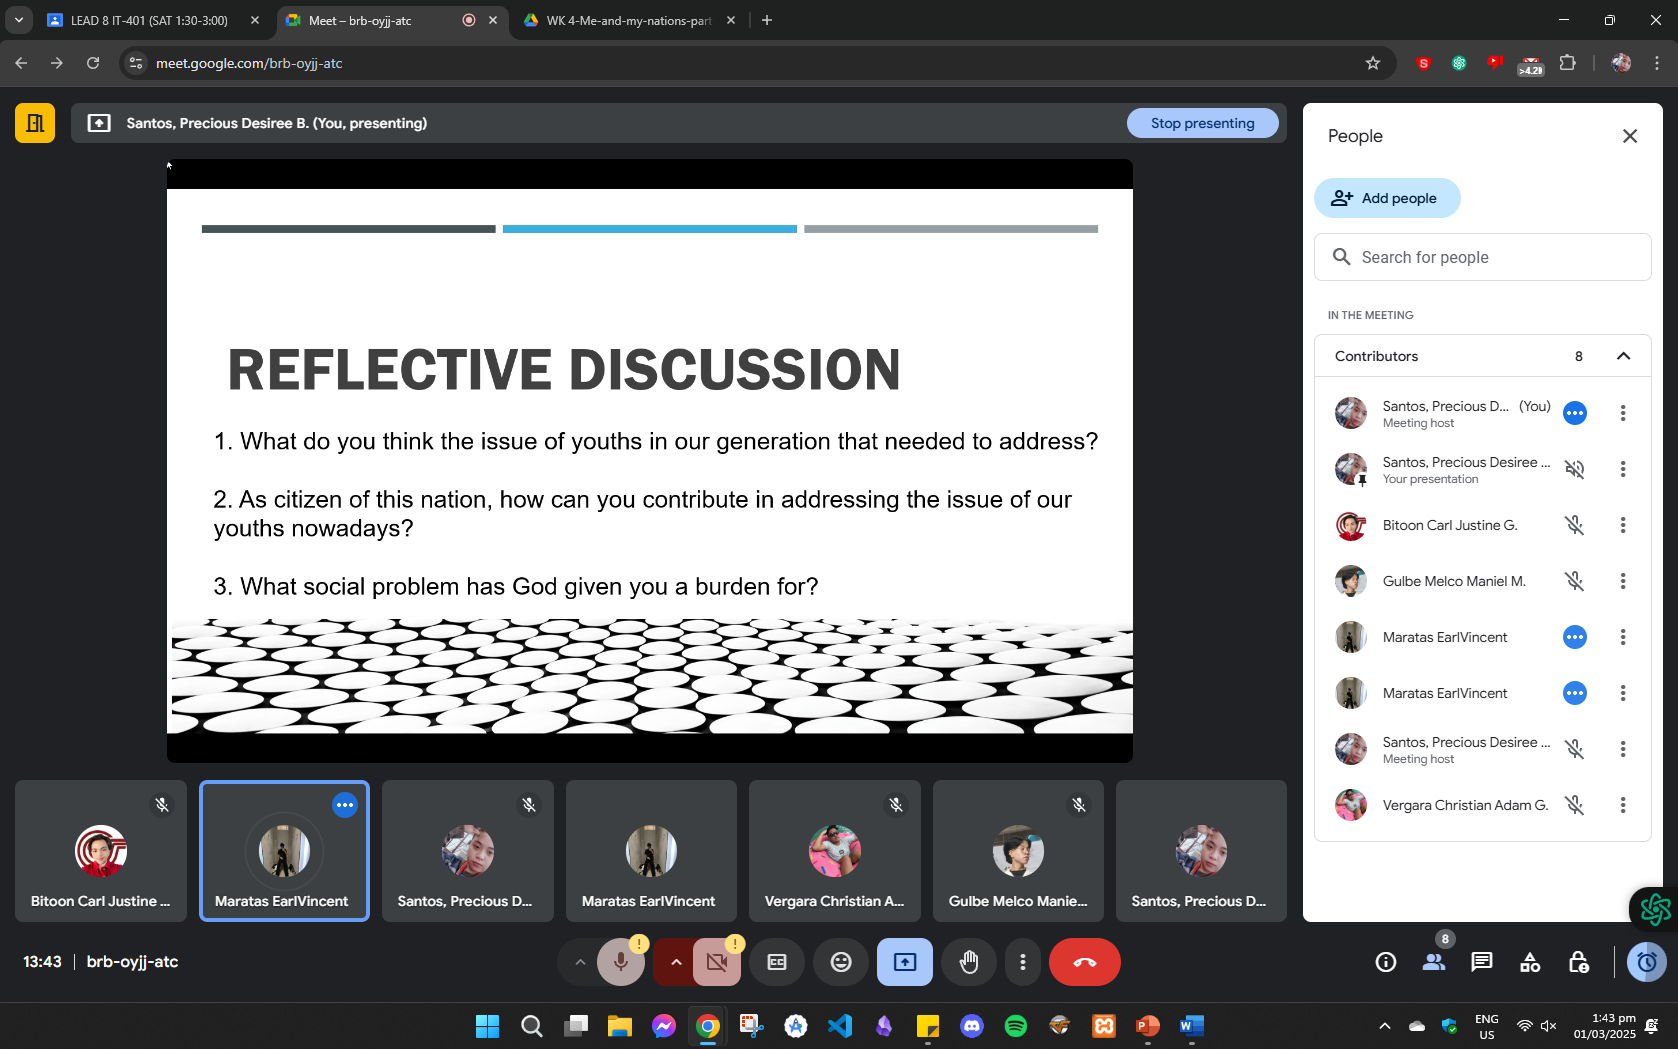 LEAD 8 IT-401 (SAT 1:30-3:00)
Meet – brb-oyjj-atc
WK 4-Me-and-my-nations-part
meet.google.com/brb-oyjj-atc
Santos, Precious Desiree B. (You, presenting)
Stop presenting
REFLECTIVE DISCUSSION
1. What do you think the issue of youths in our generation that needed to address?
2. As citizen of this nation, how can you contribute in addressing the issue of our
youths nowadays?
3. What social problem has God given you a burden for?
People
Add people
Search for people
IN THE MEETING
Contributors 8
Santos, Precious D... (You)
Meeting host
Santos, Precious Desiree ...
Your presentation
Bitoon Carl Justine G.
Gulbe Melco Maniel M.
Maratas EarlVincent
Maratas EarlVincent
Santos, Precious Desiree ...
Meeting host
Vergara Christian Adam G.
Bitoon Carl Justine ...
Maratas EarlVincent
Santos, Precious D...
Maratas EarlVincent
Vergara Christian A...
Gulbe Melco Manie...
Santos, Precious D...
13:43 | brb-oyjj-atc
8
ENG
US
1:43 pm
01/03/2025